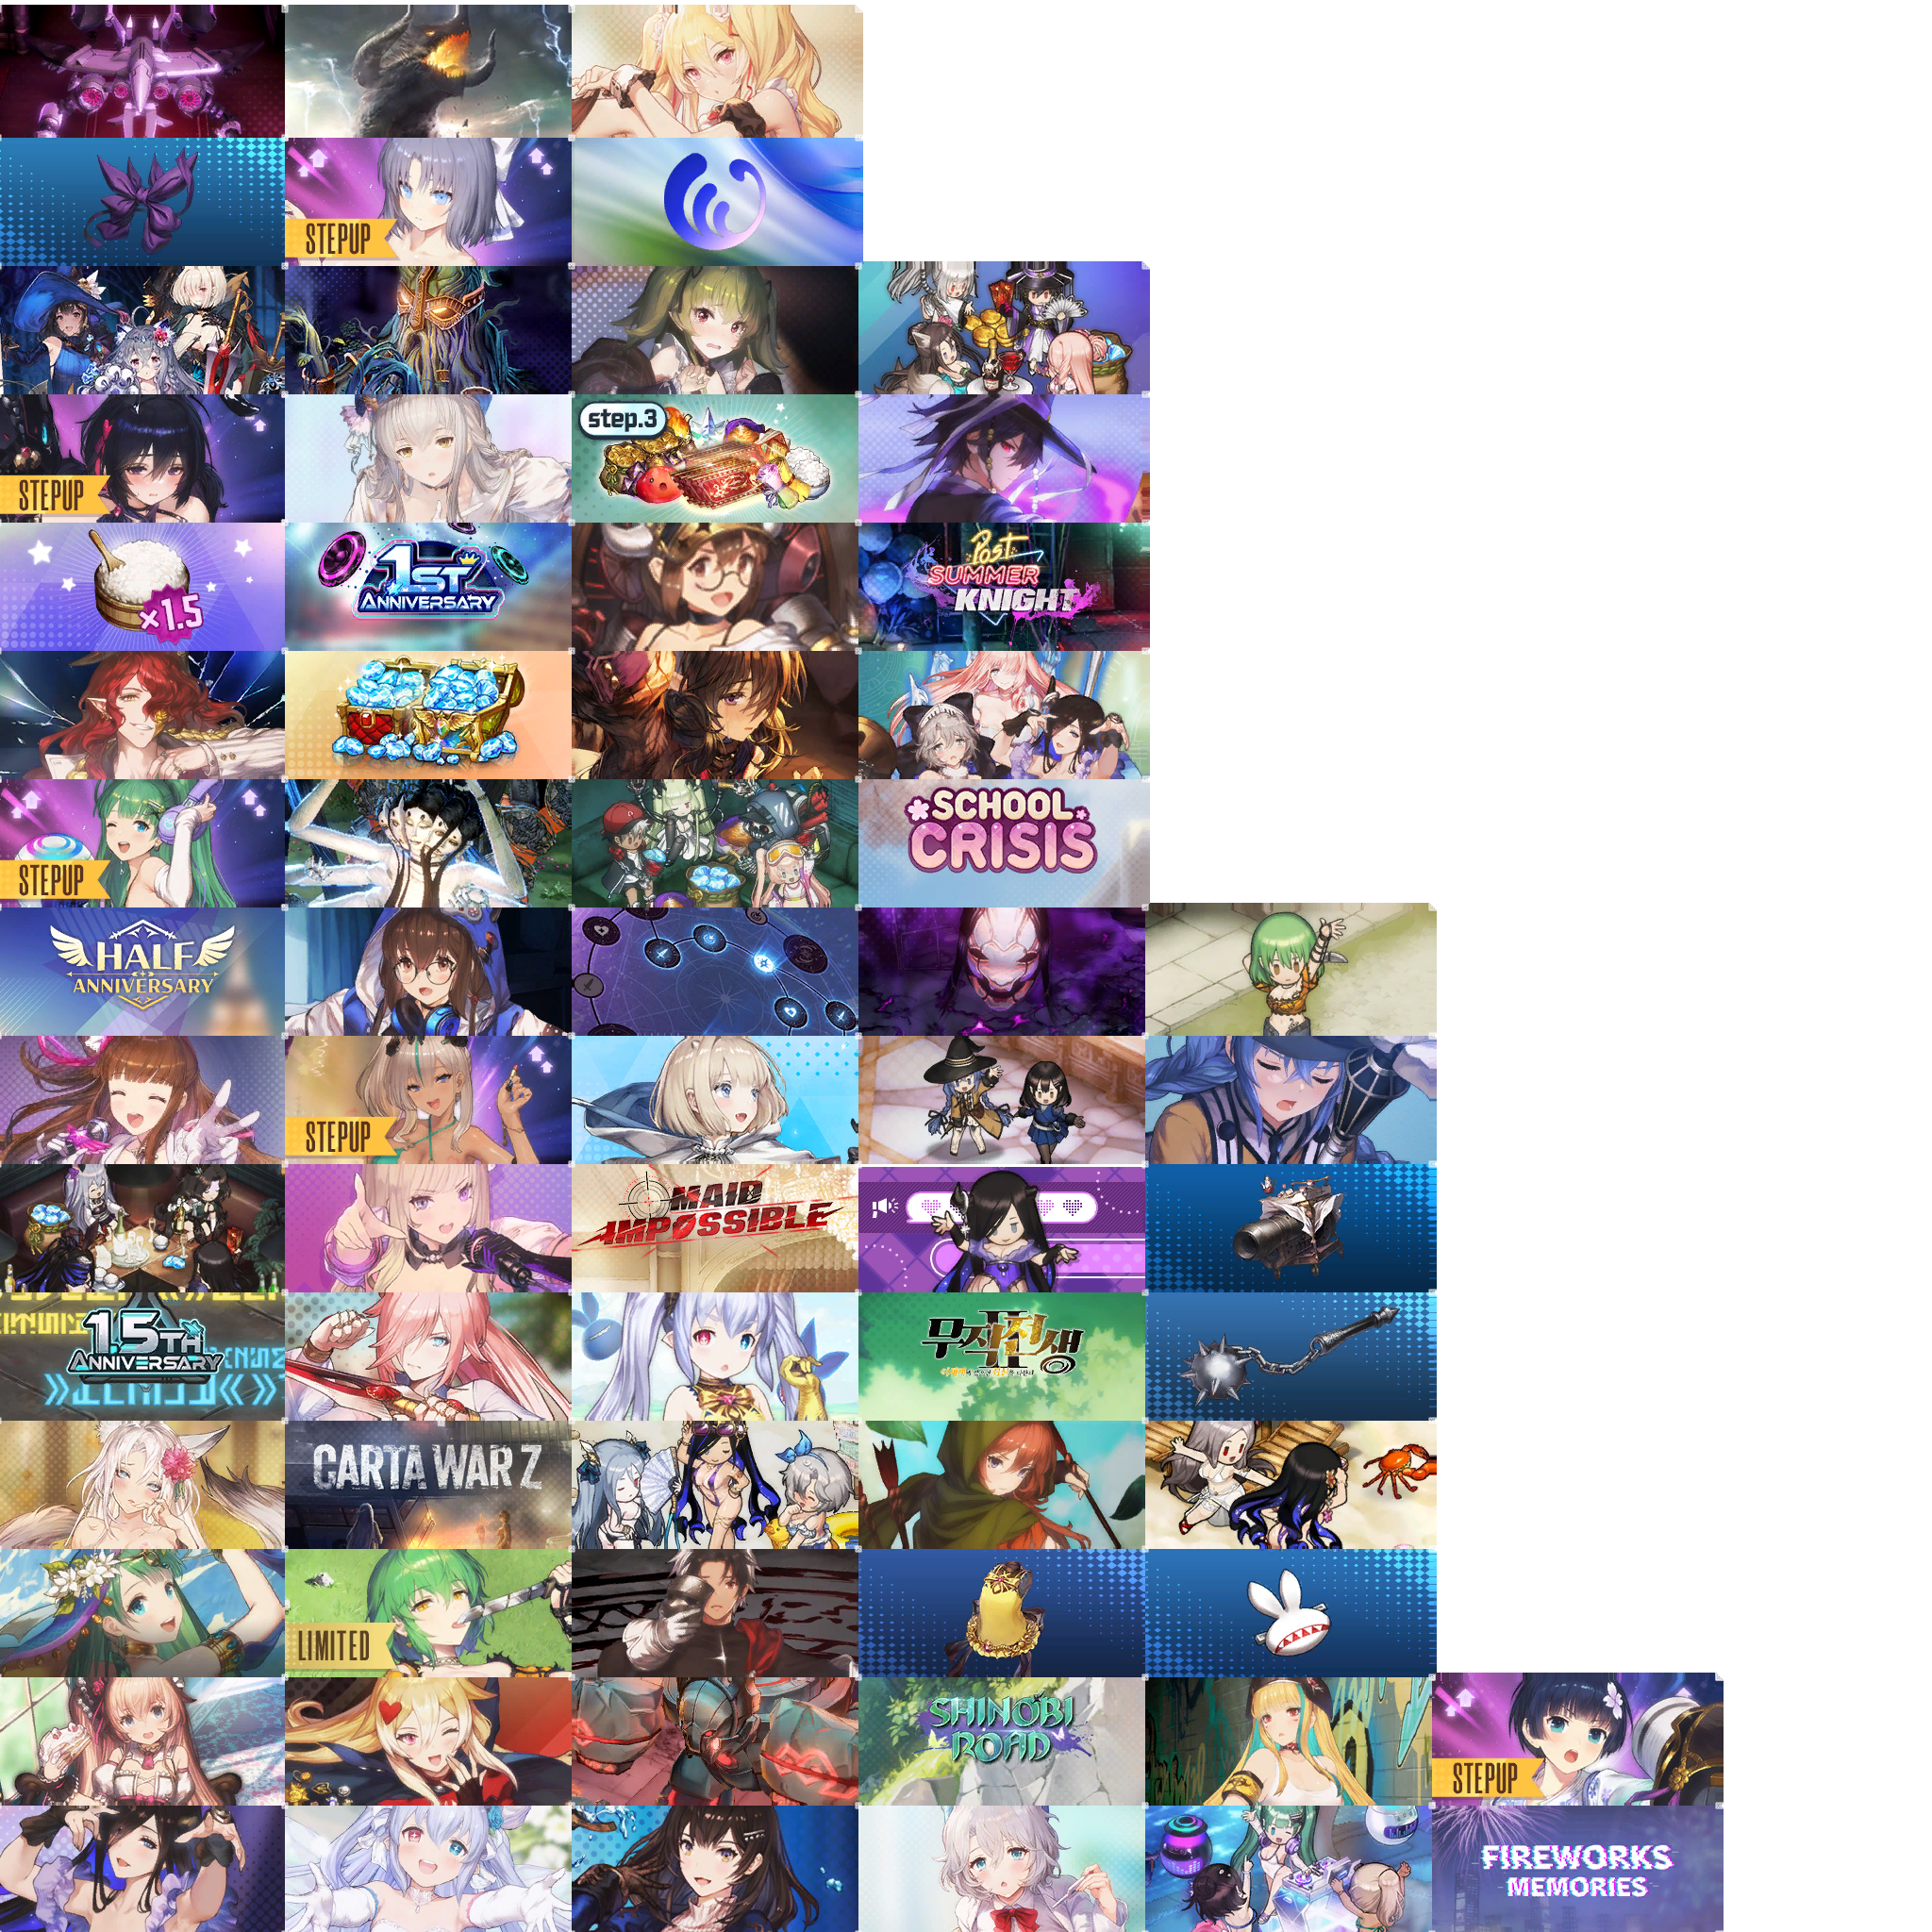 STEPUP
STEPUP
step.3
×1.5
1ST
ANNIVERSARY
Post
SUMMER
KNIGHT
STEPUP
SCHOOL
CRISIS
HALF
ANNIVERSARY
STEPUP
MAID
IMPOSSIBLE
1.5TH
ANNIVERSARY
무직전생
II
CARTA WAR Z
LIMITED
SHINOBI
ROAD
STEPUP
FIREWORKS
MEMORIES